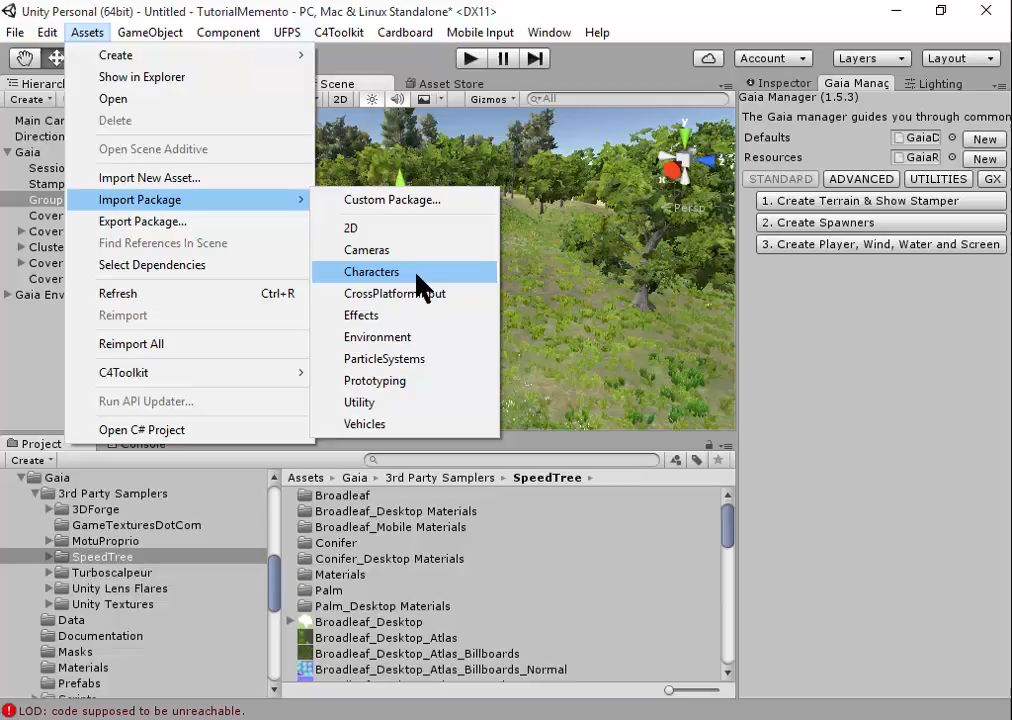 Unity Personal (64bit) - Untitled - TutorialMemento - PC, Mac & Linux Standalone* <DX11>
File Edit Assets GameObject Component UFPS C4Toolkit Cardboard Mobile Input Window Help
Account Layers Layout
Hierarch
Scene Asset Store
Inspector Gaia Manag Lighting
Create
2D Gizmos All
Main Car
Direction
Gaia
Sessio
Stamp
Group
Cover
Cover
Cluste
Cover
Cover
Gaia Env
Create
Show in Explorer
Open
Delete
Open Scene Additive
Import New Asset...
Import Package
Export Package...
Find References In Scene
Select Dependencies
Refresh Ctrl+R
Reimport
Reimport All
C4Toolkit
Run API Updater...
Open C# Project
Custom Package...
2D
Cameras
Characters
CrossPlatform
Effects
Environment
ParticleSystems
Prototyping
Utility
Vehicles
y
x
z
Persp
Gaia Manager (1.5.3)
The Gaia manager guides you through common
Defaults GaiaD New
Resources GaiaR New
STANDARD ADVANCED UTILITIES GX
1. Create Terrain & Show Stamper
2. Create Spawners
3. Create Player, Wind, Water and Screen
Project Console
Create
Gaia
3rd Party Samplers
3DForge
GameTexturesDotCom
MotuProprio
SpeedTree
Turboscalpeur
Unity Lens Flares
Unity Textures
Data
Documentation
Masks
Materials
Prefabs
Scripts
Assets Gaia 3rd Party Samplers SpeedTree
Broadleaf
Broadleaf_Desktop Materials
Broadleaf_Mobile Materials
Conifer
Conifer_Desktop Materials
Materials
Palm
Palm_Desktop Materials
Broadleaf_Desktop
Broadleaf_Desktop_Atlas
Broadleaf_Desktop_Atlas_Billboards
Broadleaf_Desktop_Atlas_Billboards_Normal
LOD: code supposed to be unreachable.